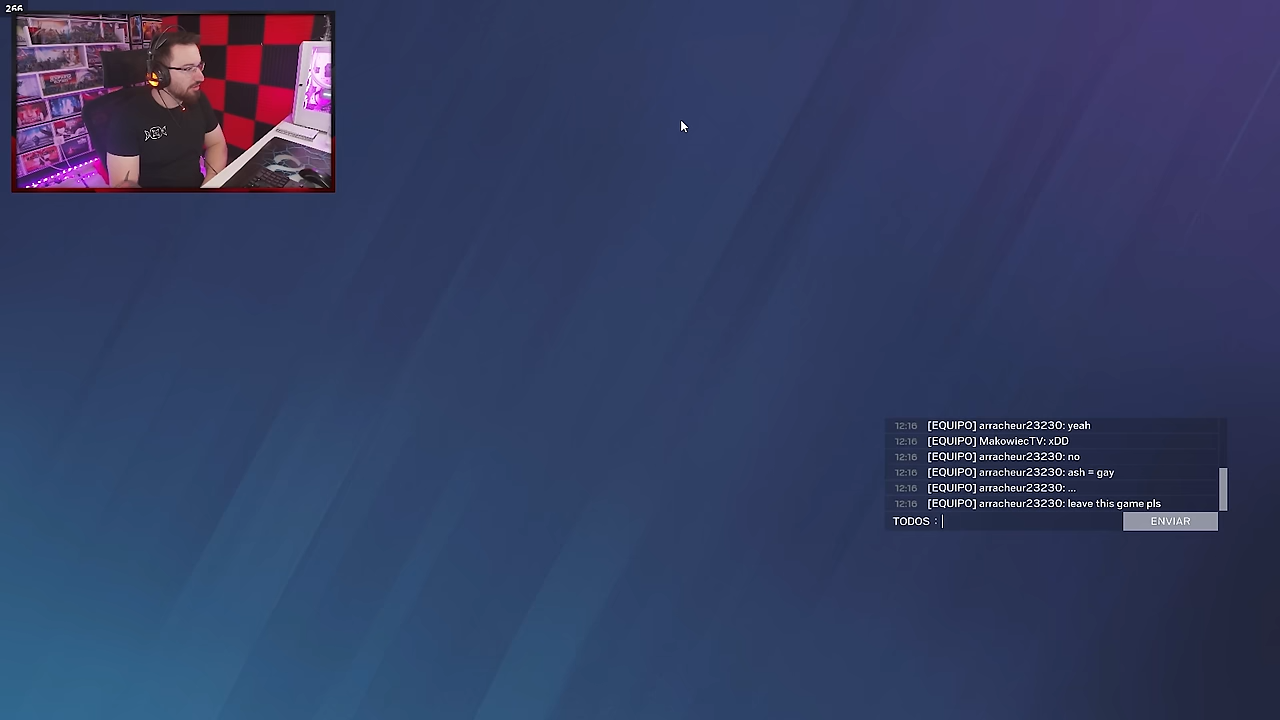 266
12:16 [EQUIPO] arracheur23230: yeah
12:16 [EQUIPO] MakowiecTV: xDD
12:16 [EQUIPO] arracheur23230: no
12:16 [EQUIPO] arracheur23230: ash = gay
12:16 [EQUIPO] arracheur23230: ...
12:16 [EQUIPO] arracheur23230: leave this game pls
TODOS : ENVIAR